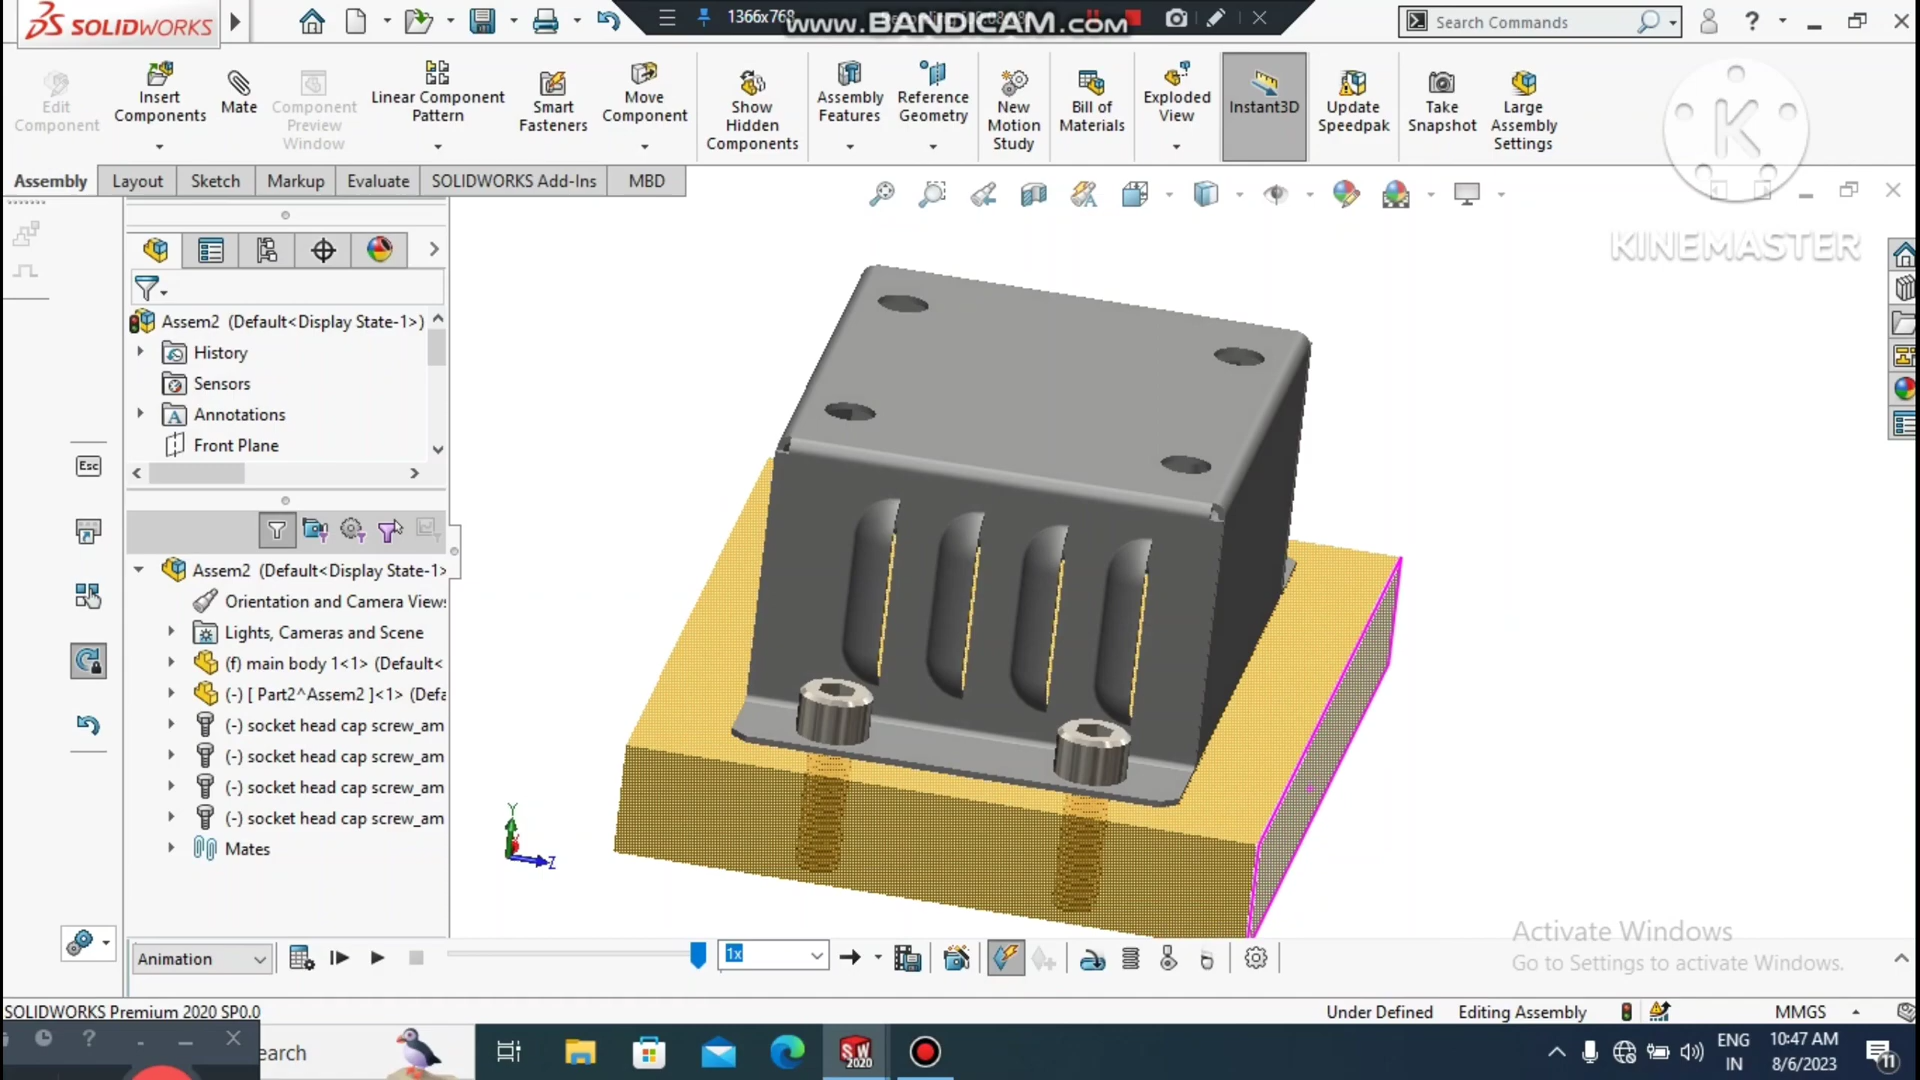 SOLIDWORKS
1366x768
www.BANDICAM.com
Search Commands
Edit Component
Insert Components
Mate
Component Preview Window
Linear Component Pattern
Smart Fasteners
Move Component
Show Hidden Components
Assembly Features
Reference Geometry
New Motion Study
Bill of Materials
Exploded View
Instant3D
Update Speedpak
Take Snapshot
Large Assembly Settings
K
KINEMASTER
Assembly
Layout
Sketch
Markup
Evaluate
SOLIDWORKS Add-Ins
MBD
Assem2 (Default<Display State-1>)
History
Sensors
Annotations
Front Plane
Esc
Assem2 (Default<Display State-1>
Orientation and Camera Views
Lights, Cameras and Scene
(f) main body 1<1> (Default<
(-) [ Part2^Assem2 ]<1> (Defa
(-) socket head cap screw_am
(-) socket head cap screw_am
(-) socket head cap screw_am
(-) socket head cap screw_am
Mates
Y
Z
Animation
1x
Activate Windows
Go to Settings to activate Windows.
SOLIDWORKS Premium 2020 SP0.0
Under Defined
Editing Assembly
MMGS
earch
SW
2020
ENG
IN
10:47 AM
8/6/2023
11